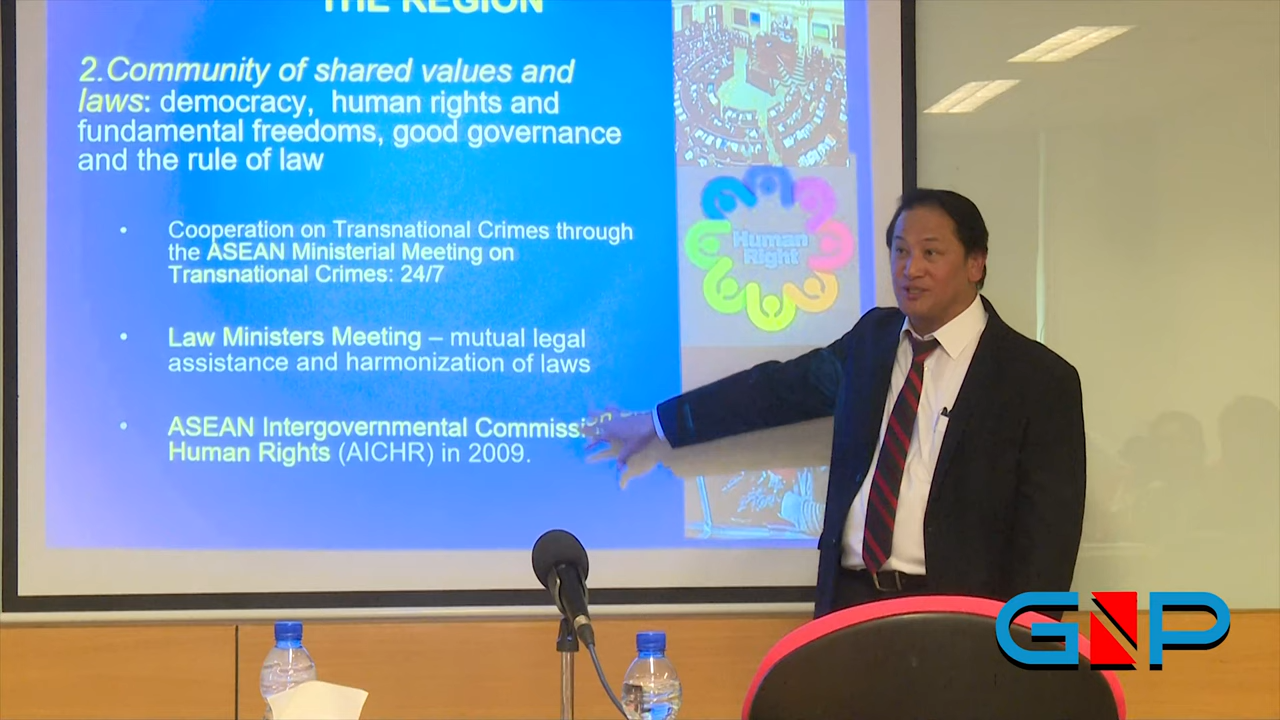 THE REGION
2.Community of shared values and
laws: democracy, human rights and
fundamental freedoms, good governance
and the rule of law
• Cooperation on Transnational Crimes through
the ASEAN Ministerial Meeting on
Transnational Crimes: 24/7
• Law Ministers Meeting – mutual legal
assistance and harmonization of laws
• ASEAN Intergovernmental Commission
Human Rights (AICHR) in 2009.
Human
Right
GNP